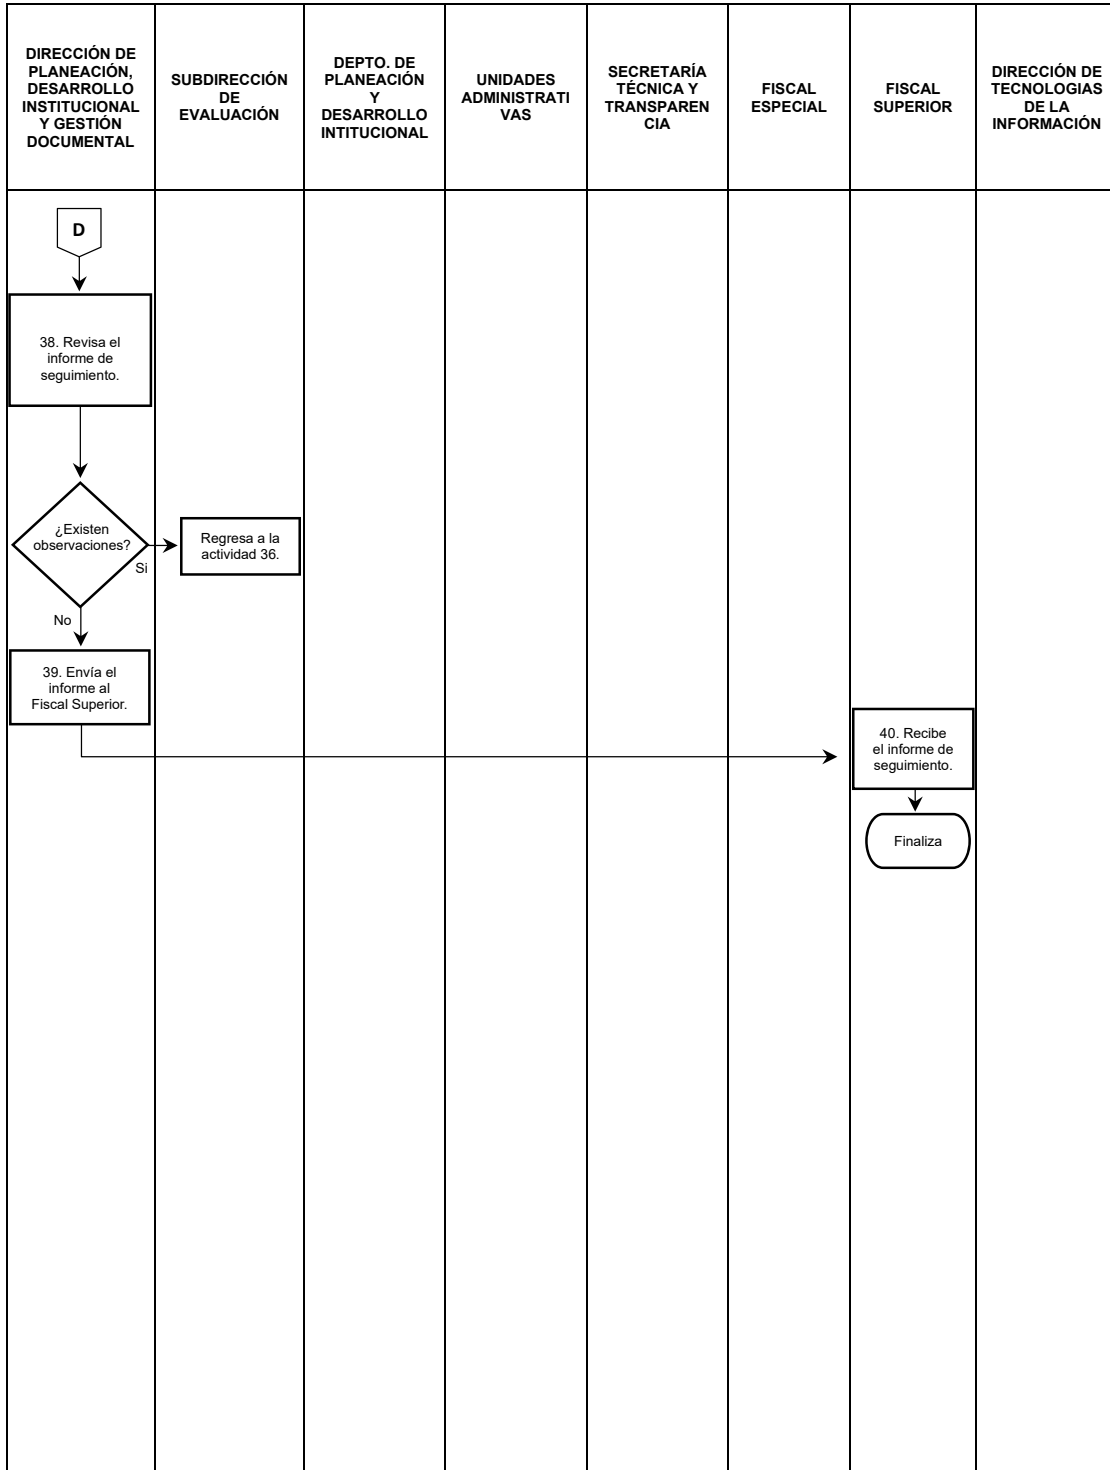 DIRECCIÓN DE
PLANEACIÓN,
DESARROLLO
INSTITUCIONAL
Y GESTIÓN
DOCUMENTAL
SUBDIRECCIÓN
DE
EVALUACIÓN
DEPTO. DE
PLANEACIÓN
Y
DESARROLLO
INTITUCIONAL
UNIDADES
ADMINISTRATI
VAS
SECRETARÍA
TÉCNICA Y
TRANSPAREN
CIA
FISCAL
ESPECIAL
FISCAL
SUPERIOR
DIRECCIÓN DE
TECNOLOGIAS
DE LA
INFORMACIÓN
D
38. Revisa el
informe de
seguimiento.
¿Existen
observaciones?
Si
Regresa a la
actividad 36.
No
39. Envía el
informe al
Fiscal Superior.
40. Recibe
el informe de
seguimiento.
Finaliza